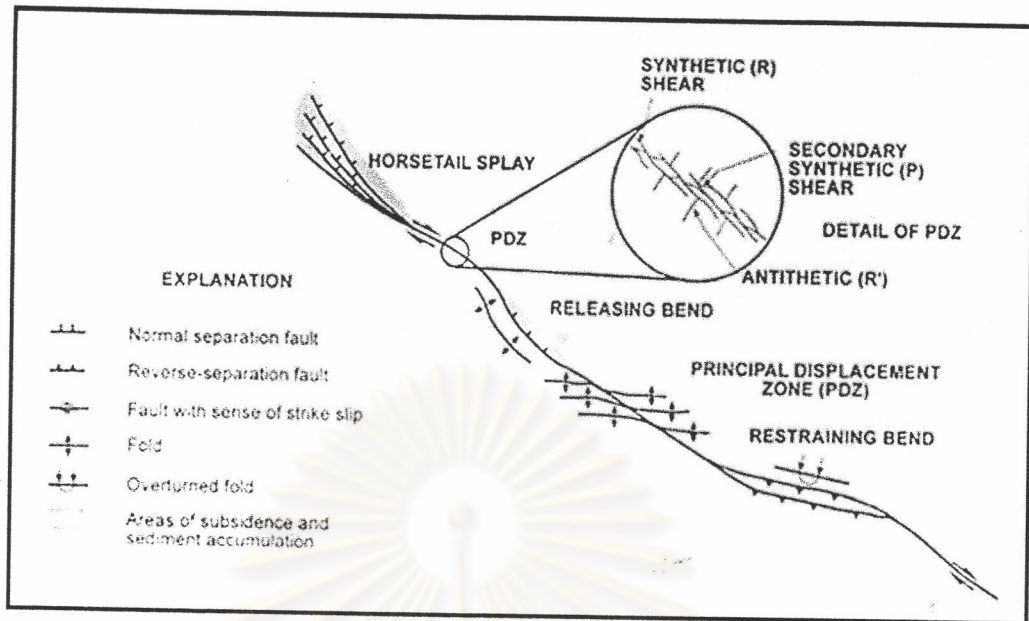 SYNTHETIC (R)
SHEAR
HORSETAIL SPLAY
SECONDARY
SYNTHETIC (P)
SHEAR
PDZ
DETAIL OF PDZ
ANTITHETIC (R')
EXPLANATION
RELEASING BEND
Normal separation fault
Reverse-separation fault
Fault with sense of strike slip
Fold
Overturned fold
Areas of subsidence and
sediment accumulation
PRINCIPAL DISPLACEMENT
ZONE (PDZ)
RESTRAINING BEND